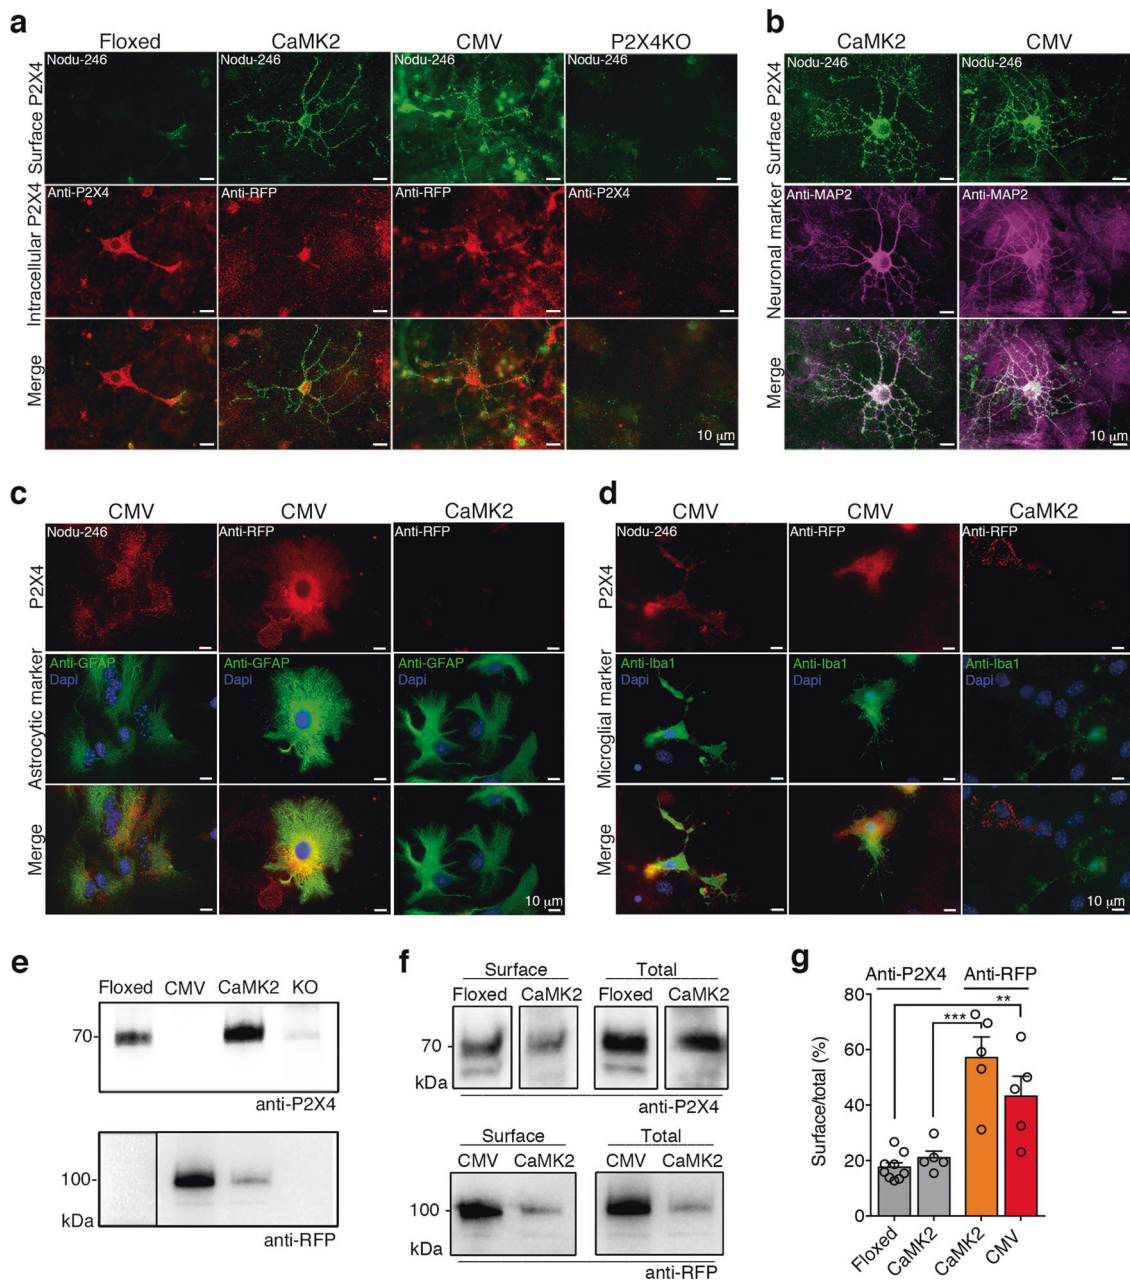 a
Floxed CaMK2 CMV P2X4KO
Surface P2X4
Nodu-246 Nodu-246 Nodu-246 Nodu-246
Intracellular P2X4
Anti-P2X4 Anti-RFP Anti-RFP Anti-P2X4
Merge
10 µm
b
CaMK2 CMV
Surface P2X4
Nodu-246 Nodu-246
Neuronal marker
Anti-MAP2 Anti-MAP2
Merge
10 µm
c
CMV CMV CaMK2
P2X4
Nodu-246 Anti-RFP Anti-RFP
Astrocytic marker
Anti-GFAP Anti-GFAP Anti-GFAP
Dapi Dapi Dapi
Merge
10 µm
d
CMV CMV CaMK2
P2X4
Nodu-246 Anti-RFP Anti-RFP
Microglial marker
Anti-Iba1 Anti-Iba1 Anti-Iba1
Dapi Dapi Dapi
Merge
10 µm
e
Floxed CMV CaMK2 KO
70-
anti-P2X4
100-
kDa
anti-RFP
f
Surface Total
Floxed CaMK2 Floxed CaMK2
70 -
kDa
anti-P2X4
Surface Total
CMV CaMK2 CMV CaMK2
100 -
kDa
anti-RFP
g
Anti-P2X4 Anti-RFP
Surface/total (%)
80
60
40
20
0
**
***
Floxed CaMK2 CaMK2 CMV